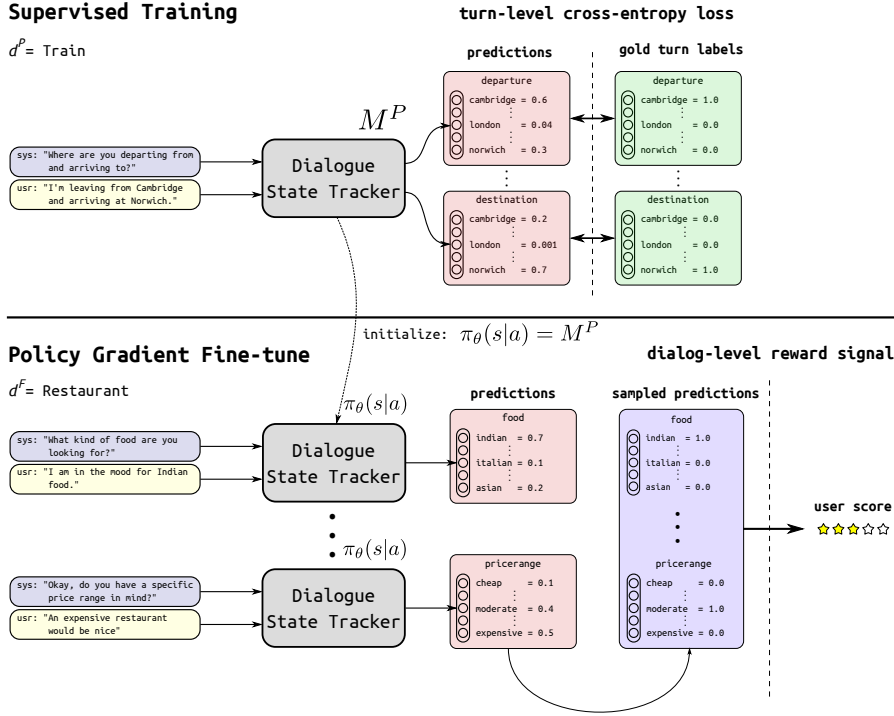 Supervised Training
turn-level cross-entropy loss
d^P= Train
predictions
gold turn labels
M^P
sys: "Where are you departing from
and arriving to?"
usr: "I'm leaving from Cambridge
and arriving at Norwich."
Dialogue
State Tracker
departure
cambridge = 0.6
london = 0.04
norwich = 0.3
departure
cambridge = 1.0
london = 0.0
norwich = 0.0
destination
cambridge = 0.2
london = 0.001
norwich = 0.7
destination
cambridge = 0.0
london = 0.0
norwich = 1.0
initialize: π_θ(s|a) = M^P
Policy Gradient Fine-tune
dialog-level reward signal
d^F= Restaurant
predictions
sampled predictions
π_θ(s|a)
sys: "What kind of food are you
looking for?"
usr: "I am in the mood for Indian
food."
Dialogue
State Tracker
food
indian = 0.7
italian = 0.1
asian = 0.2
food
indian = 1.0
italian = 0.0
asian = 0.0
user score
π_θ(s|a)
sys: "Okay, do you have a specific
price range in mind?"
usr: "An expensive restaurant
would be nice"
Dialogue
State Tracker
pricerange
cheap = 0.1
moderate = 0.4
expensive = 0.5
pricerange
cheap = 0.0
moderate = 1.0
expensive = 0.0